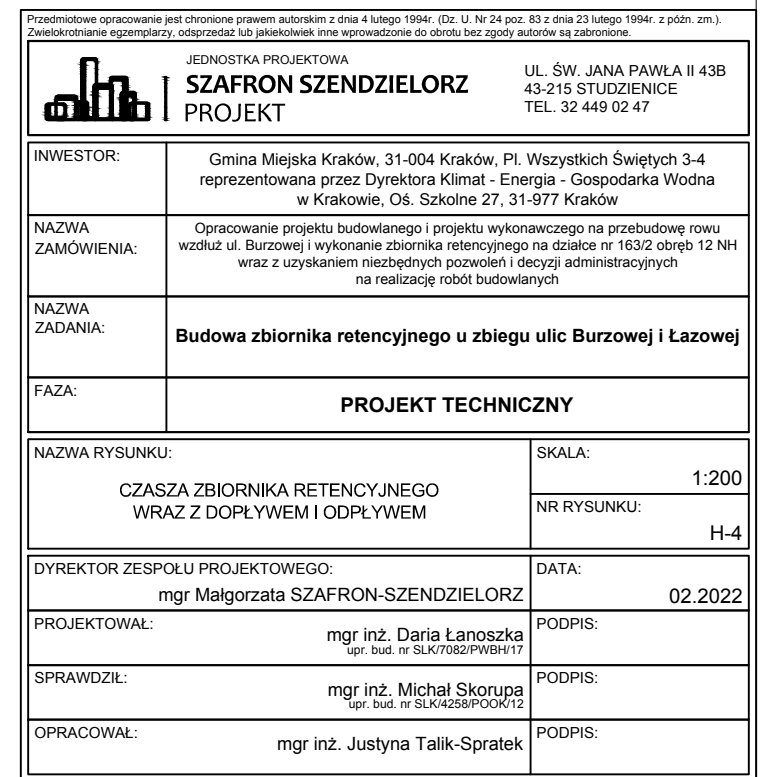 Przedmiotowe opracowanie jest chronione prawem autorskim z dnia 4 lutego 1994r. (Dz. U. Nr 24 poz. 83 z dnia 23 lutego 1994r. z późn. zm.).
Zwielokrotnianie egzemplarzy, odsprzedaż lub jakiekolwiek inne wprowadzenie do obrotu bez zgody autorów są zabronione.
JEDNOSTKA PROJEKTOWA
SZAFRON SZENDZIELORZ
PROJEKT
UL. ŚW. JANA PAWŁA II 43B
43-215 STUDZIENICE
TEL. 32 449 02 47
INWESTOR:
Gmina Miejska Kraków, 31-004 Kraków, Pl. Wszystkich Świętych 3-4
reprezentowana przez Dyrektora Klimat - Energia - Gospodarka Wodna
w Krakowie, Oś. Szkolne 27, 31-977 Kraków
NAZWA
ZAMÓWIENIA:
Opracowanie projektu budowlanego i projektu wykonawczego na przebudowę rowu
wzdłuż ul. Burzowej i wykonanie zbiornika retencyjnego na działce nr 163/2 obręb 12 NH
wraz z uzyskaniem niezbędnych pozwoleń i decyzji administracyjnych
na realizację robót budowlanych
NAZWA
ZADANIA:
Budowa zbiornika retencyjnego u zbiegu ulic Burzowej i Łazowej
FAZA:
PROJEKT TECHNICZNY
NAZWA RYSUNKU:
CZASZA ZBIORNIKA RETENCYJNEGO
WRAZ Z DOPŁYWEM I ODPŁYWEM
SKALA:
1:200
NR RYSUNKU:
H-4
DYREKTOR ZESPOŁU PROJEKTOWEGO:
mgr Małgorzata SZAFRON-SZENDZIELORZ
DATA:
02.2022
PROJEKTOWAŁ:
mgr inż. Daria Łanoszka
upr. bud. nr SLK/7082/PWBH/17
PODPIS:
SPRAWDZIŁ:
mgr inż. Michał Skorupa
upr. bud. nr SLK/4258/POOK/12
PODPIS:
OPRACOWAŁ:
mgr inż. Justyna Talik-Spratek
PODPIS: